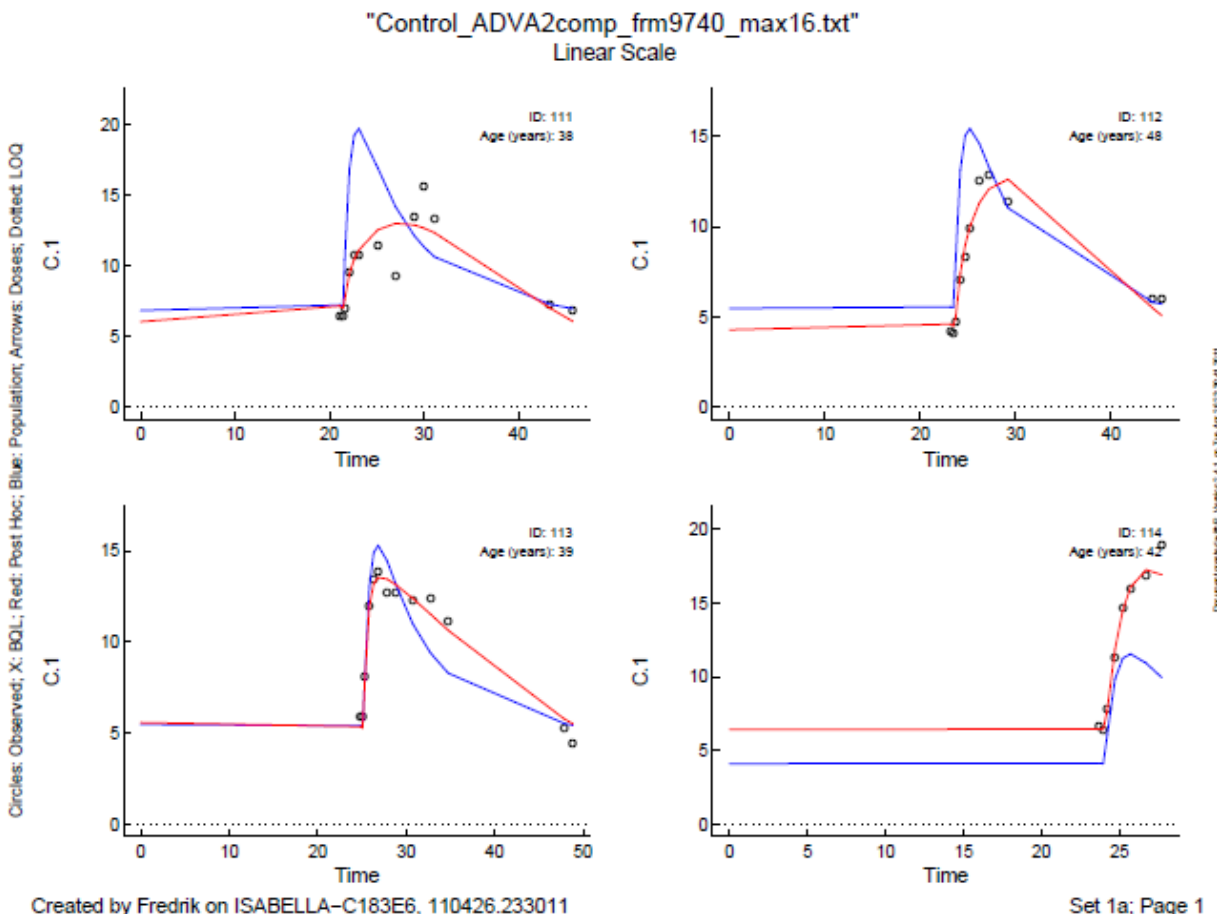 "Control_ADVA2comp_frm9740_max16.txt"
Linear Scale
Circles: Observed; X: BQL; Red: Post Hoc; Blue: Population; Arrows: Doses; Dotted: LOQ
ID: 111
Age (years): 38
C.1
20
15
10
5
0
0 10 20 30 40
Time
ID: 112
Age (years): 48
C.1
15
10
5
0
0 10 20 30 40
Time
ID: 113
Age (years): 39
C.1
15
10
5
0
0 10 20 30 40 50
Time
ID: 114
Age (years): 42
C.1
20
15
10
5
0
0 5 10 15 20 25
Time
Created by Fredrik on ISABELLA-C183E6, 110426.233011
Set 1a; Page 1